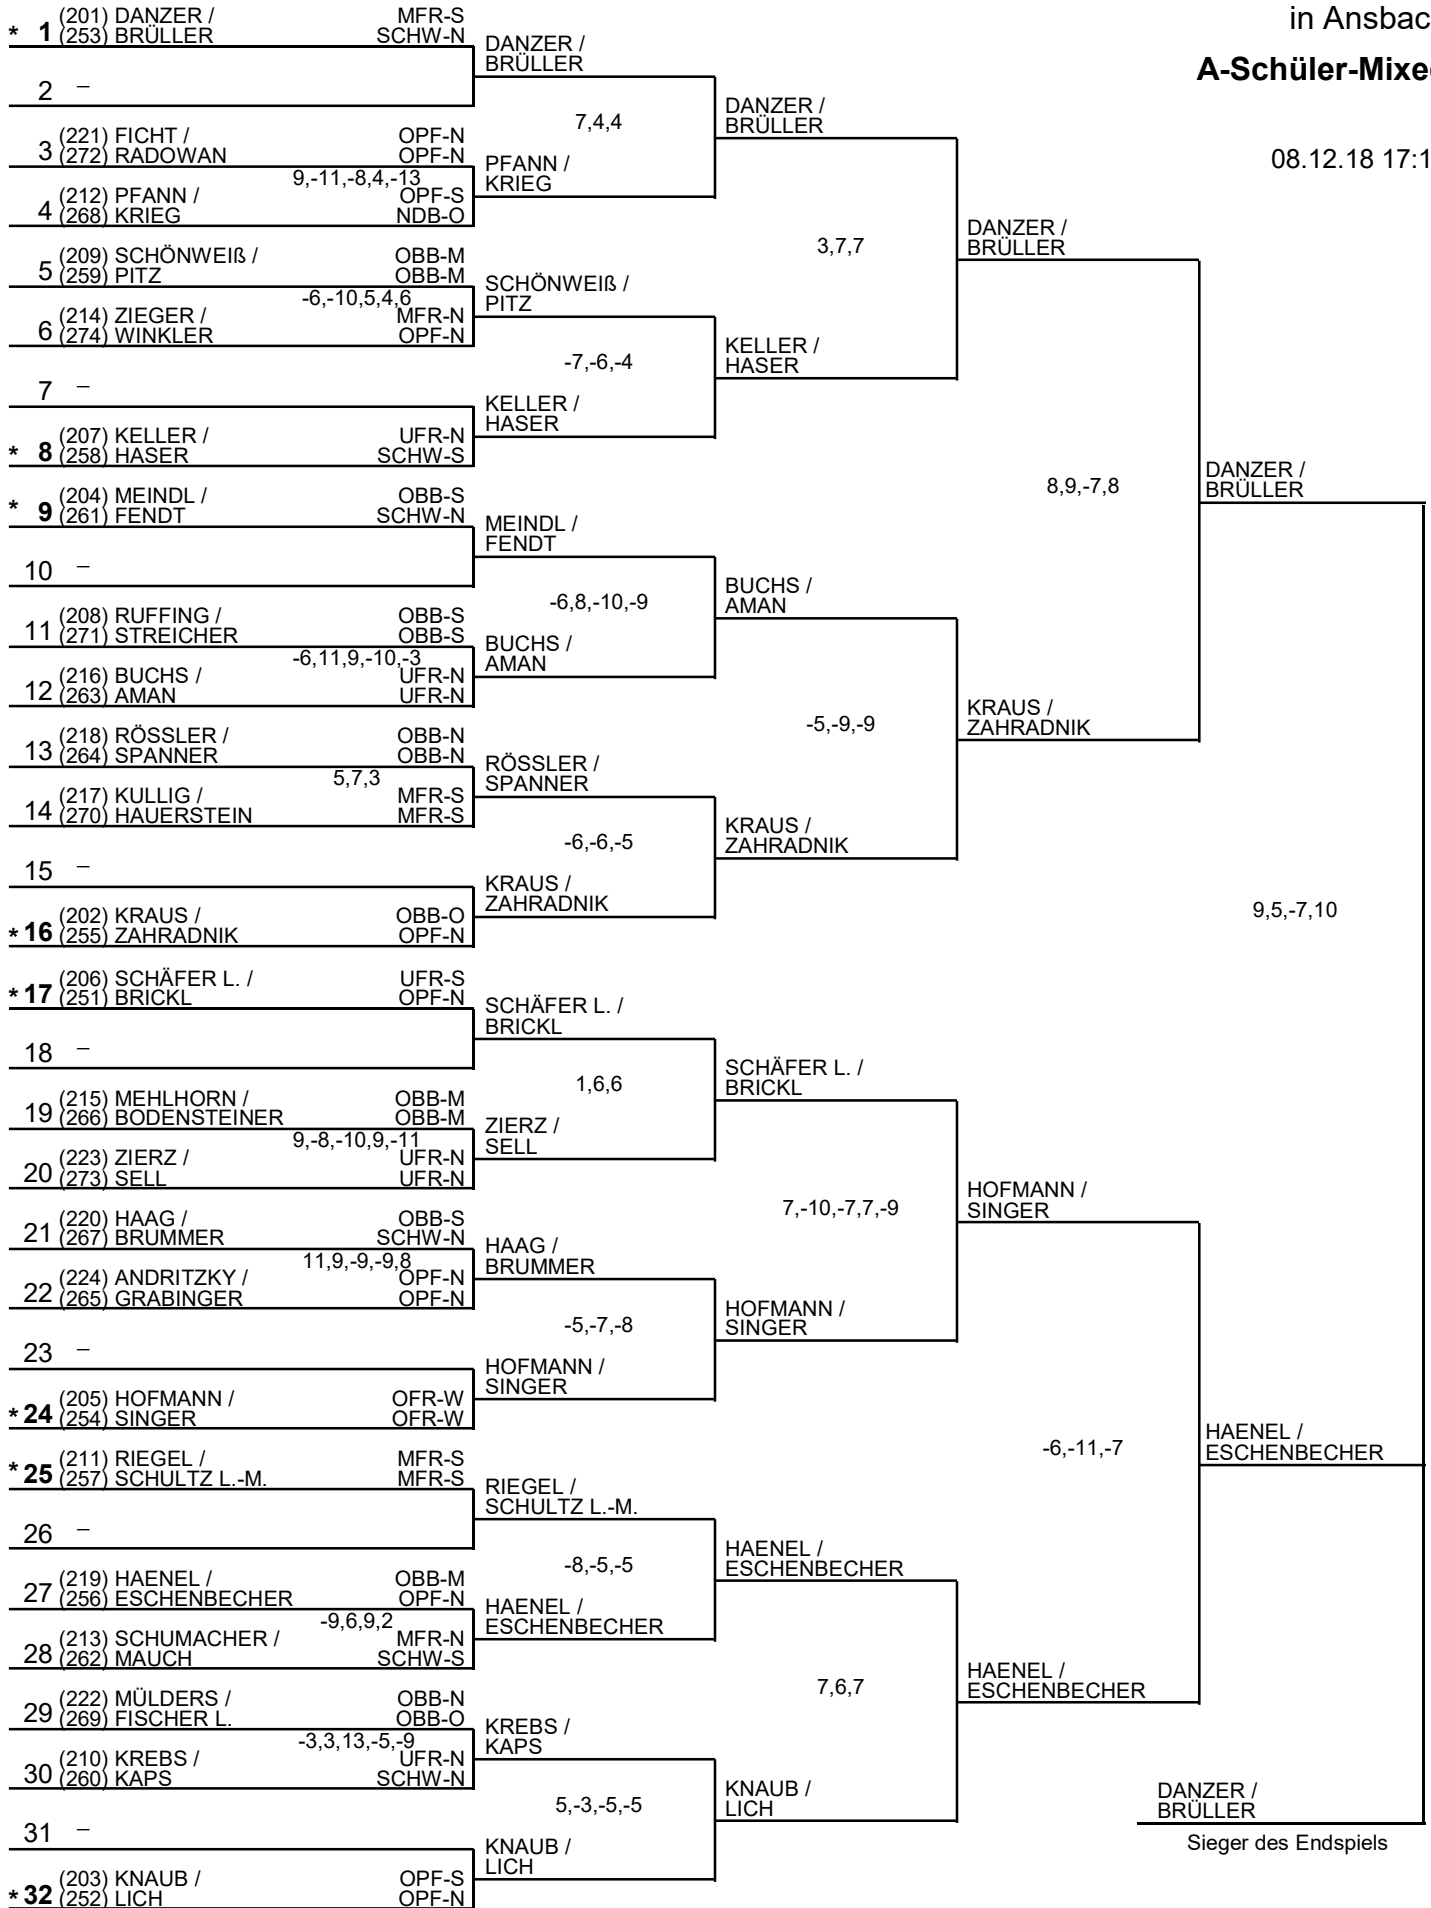 in Ansbac
A-Schüler-Mixe
08.12.18 17:1
* 1 (201) DANZER / MFR-S
(253) BRÜLLER SCHW-N
2 –
3 (221) FICHT / OPF-N
(272) RADOWAN OPF-N
9,-11,-8,4,-13
4 (212) PFANN / OPF-S
(268) KRIEG NDB-O
5 (209) SCHÖNWEIß / OBB-M
(259) PITZ OBB-M
-6,-10,5,4,6
6 (214) ZIEGER / MFR-N
(274) WINKLER OPF-N
7 –
* 8 (207) KELLER / UFR-N
(258) HASER SCHW-S
* 9 (204) MEINDL / OBB-S
(261) FENDT SCHW-N
10 –
11 (208) RUFFING / OBB-S
(271) STREICHER OBB-S
-6,11,9,-10,-3
12 (216) BUCHS / UFR-N
(263) AMAN UFR-N
13 (218) RÖSSLER / OBB-N
(264) SPANNER OBB-N
5,7,3
14 (217) KULLIG / MFR-S
(270) HAUERSTEIN MFR-S
15 –
* 16 (202) KRAUS / OBB-O
(255) ZAHRADNIK OPF-N
* 17 (206) SCHÄFER L. / UFR-S
(251) BRICKL OPF-N
18 –
19 (215) MEHLHORN / OBB-M
(266) BODENSTEINER OBB-M
9,-8,-10,9,-11
20 (223) ZIERZ / UFR-N
(273) SELL UFR-N
21 (220) HAAG / OBB-S
(267) BRUMMER SCHW-N
11,9,-9,-9,8
22 (224) ANDRITZKY / OPF-N
(265) GRABINGER OPF-N
23 –
* 24 (205) HOFMANN / OFR-W
(254) SINGER OFR-W
* 25 (211) RIEGEL / MFR-S
(257) SCHULTZ L.-M. MFR-S
26 –
27 (219) HAENEL / OBB-M
(256) ESCHENBECHER OPF-N
-9,6,9,2
28 (213) SCHUMACHER / MFR-N
(262) MAUCH SCHW-S
29 (222) MÜLDERS / OBB-N
(269) FISCHER L. OBB-O
-3,3,13,-5,-9
30 (210) KREBS / UFR-N
(260) KAPS SCHW-N
31 –
* 32 (203) KNAUB / OPF-S
(252) LICH OPF-N
DANZER /
BRÜLLER
7,4,4
PFANN /
KRIEG
SCHÖNWEIß /
PITZ
-7,-6,-4
KELLER /
HASER
MEINDL /
FENDT
-6,8,-10,-9
BUCHS /
AMAN
RÖSSLER /
SPANNER
-6,-6,-5
KRAUS /
ZAHRADNIK
SCHÄFER L. /
BRICKL
1,6,6
ZIERZ /
SELL
HAAG /
BRUMMER
-5,-7,-8
HOFMANN /
SINGER
RIEGEL /
SCHULTZ L.-M.
-8,-5,-5
HAENEL /
ESCHENBECHER
KREBS /
KAPS
5,-3,-5,-5
KNAUB /
LICH
DANZER /
BRÜLLER
3,7,7
KELLER /
HASER
BUCHS /
AMAN
-5,-9,-9
KRAUS /
ZAHRADNIK
SCHÄFER L. /
BRICKL
7,-10,-7,7,-9
HOFMANN /
SINGER
HAENEL /
ESCHENBECHER
7,6,7
KNAUB /
LICH
DANZER /
BRÜLLER
8,9,-7,8
KRAUS /
ZAHRADNIK
HOFMANN /
SINGER
-6,-11,-7
HAENEL /
ESCHENBECHER
DANZER /
BRÜLLER
9,5,-7,10
HAENEL /
ESCHENBECHER
DANZER /
BRÜLLER
Sieger des Endspiels